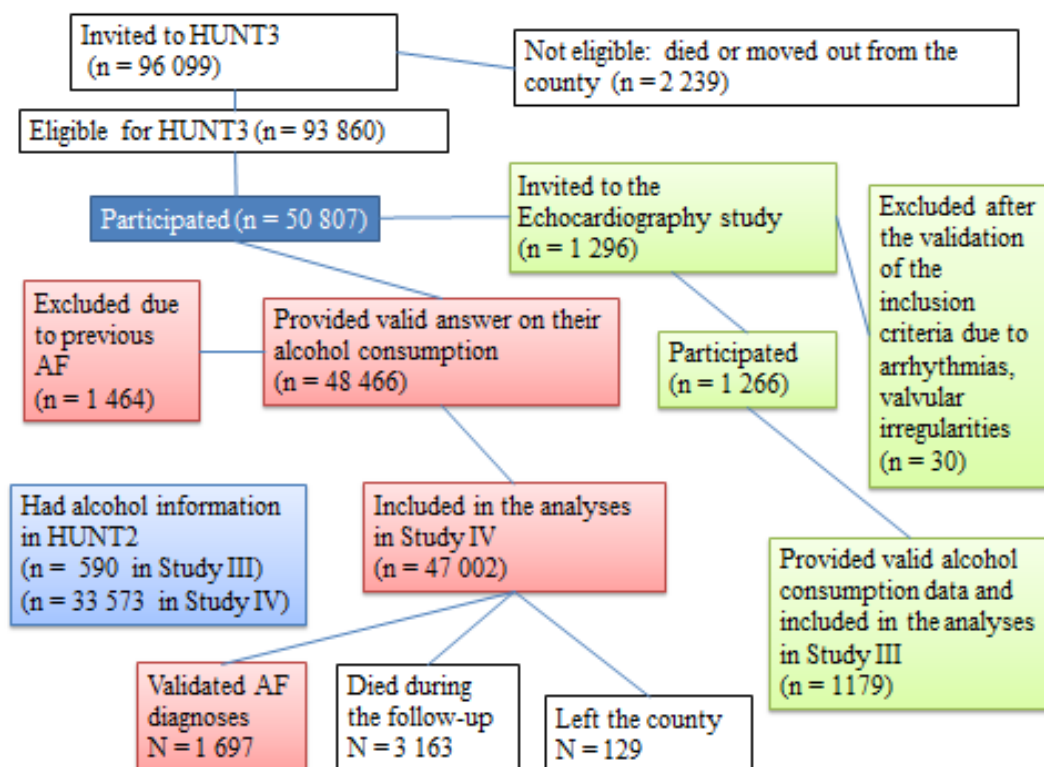 Invited to HUNT3
(n = 96 099)
Not eligible: died or moved out from the
county (n = 2 239)
Eligible for HUNT3 (n = 93 860)
Participated (n = 50 807)
Invited to the
Echocardiography study
(n = 1 296)
Excluded after
the validation
of the
inclusion
criteria due to
arrhythmias,
valvular
irregularities
(n = 30)
Excluded due
to previous
AF
(n = 1 464)
Provided valid answer on their
alcohol consumption
(n = 48 466)
Participated
(n = 1 266)
Had alcohol information
in HUNT2
(n = 590 in Study III)
(n = 33 573 in Study IV)
Included in the analyses
in Study IV
(n = 47 002)
Provided valid alcohol
consumption data and
included in the analyses
in Study III
(n = 1179)
Validated AF
diagnoses
N = 1 697
Died during
the follow-up
N = 3 163
Left the county
N = 129